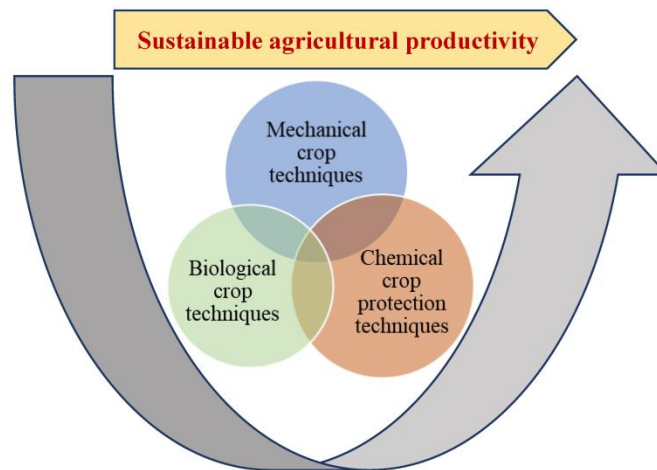 Sustainable agricultural productivity
Mechanical
crop
techniques
Biological
crop
techniques
Chemical
crop
protection
techniques